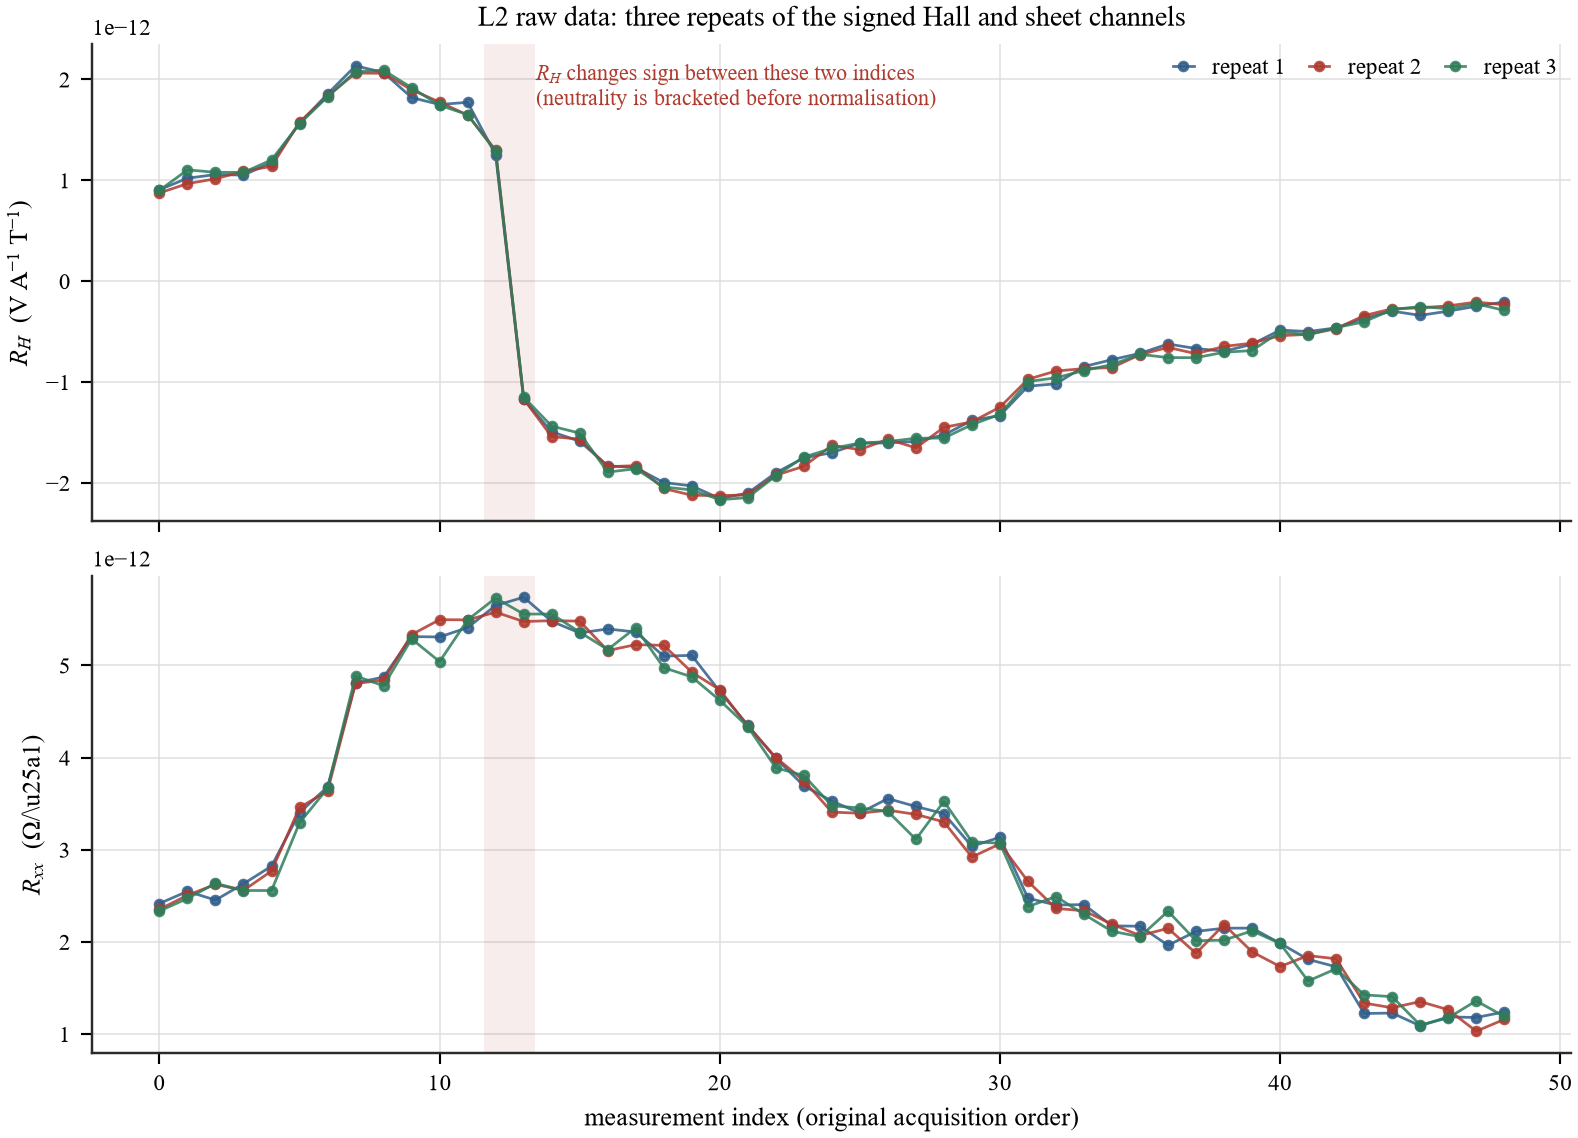 L2 raw data: three repeats of the signed Hall and sheet channels
1e−12
R_H changes sign between these two indices
(neutrality is bracketed before normalisation)
repeat 1
repeat 2
repeat 3
2
1
0
−1
−2
R_H (V A⁻¹ T⁻¹)
1e−12
5
4
3
2
1
R_xx (Ω/\u25a1)
0
10
20
30
40
50
measurement index (original acquisition order)